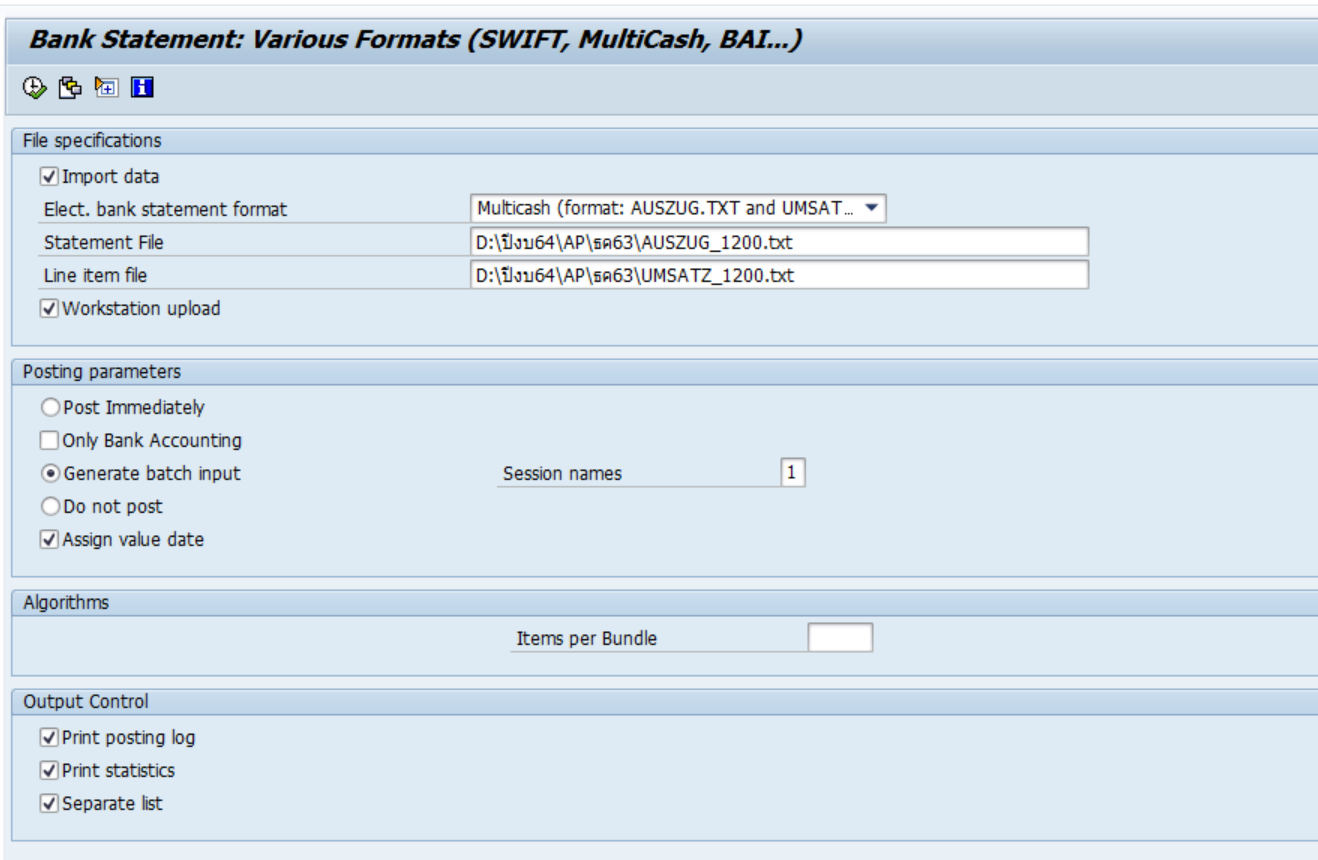 Bank Statement: Various Formats (SWIFT, MultiCash, BAI...)
File specifications
Import data
Elect. bank statement format Multicash (format: AUSZUG.TXT and UMSAT...
Statement File D:\ปีงบ64\AP\ธค63\AUSZUG_1200.txt
Line item file D:\ปีงบ64\AP\ธค63\UMSATZ_1200.txt
Workstation upload
Posting parameters
Post Immediately
Only Bank Accounting
Generate batch input Session names 1
Do not post
Assign value date
Algorithms
Items per Bundle
Output Control
Print posting log
Print statistics
Separate list